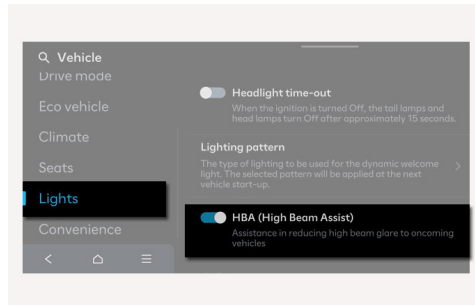 Vehicle
Drive mode
Eco vehicle
Climate
Seats
Lights
Convenience
Headlight time-out
When the ignition is turned Off, the tail lamps and
head lamps turn Off after approximately 15 seconds.
Lighting pattern
The type of lighting to be used for the dynamic welcome
light. The selected pattern will be applied at the next
vehicle start-up.
HBA (High Beam Assist)
Assistance in reducing high beam glare to oncoming
vehicles